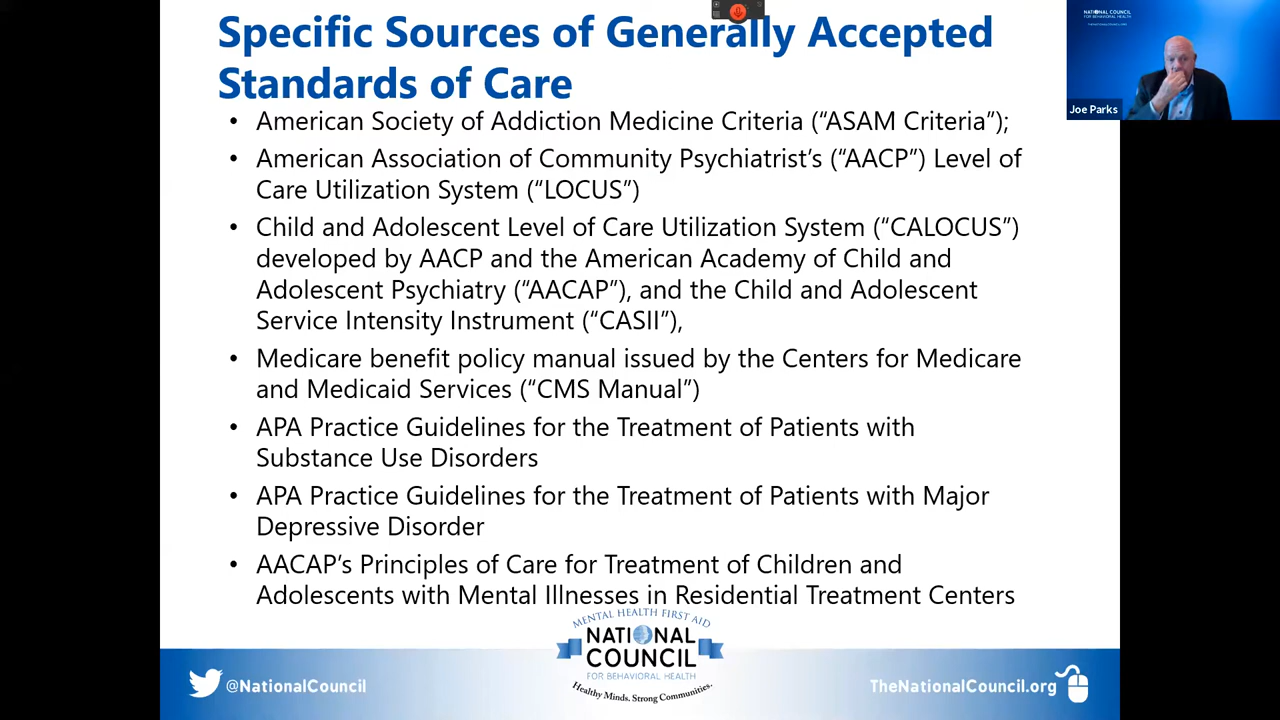 Specific Sources of Generally Accepted
Standards of Care
• American Society of Addiction Medicine Criteria (“ASAM Criteria”);
• American Association of Community Psychiatrist’s (“AACP”) Level of
Care Utilization System (“LOCUS”)
• Child and Adolescent Level of Care Utilization System (“CALOCUS”)
developed by AACP and the American Academy of Child and
Adolescent Psychiatry (“AACAP”), and the Child and Adolescent
Service Intensity Instrument (“CASII”),
• Medicare benefit policy manual issued by the Centers for Medicare
and Medicaid Services (“CMS Manual”)
• APA Practice Guidelines for the Treatment of Patients with
Substance Use Disorders
• APA Practice Guidelines for the Treatment of Patients with Major
Depressive Disorder
• AACAP’s Principles of Care for Treatment of Children and
Adolescents with Mental Illnesses in Residential Treatment Centers
MENTAL HEALTH FIRST AID
NATIONAL
COUNCIL
FOR BEHAVIORAL HEALTH
Healthy Minds. Strong Communities.
@NationalCouncil
TheNationalCouncil.org
NATIONAL COUNCIL
FOR BEHAVIORAL HEALTH
Joe Parks